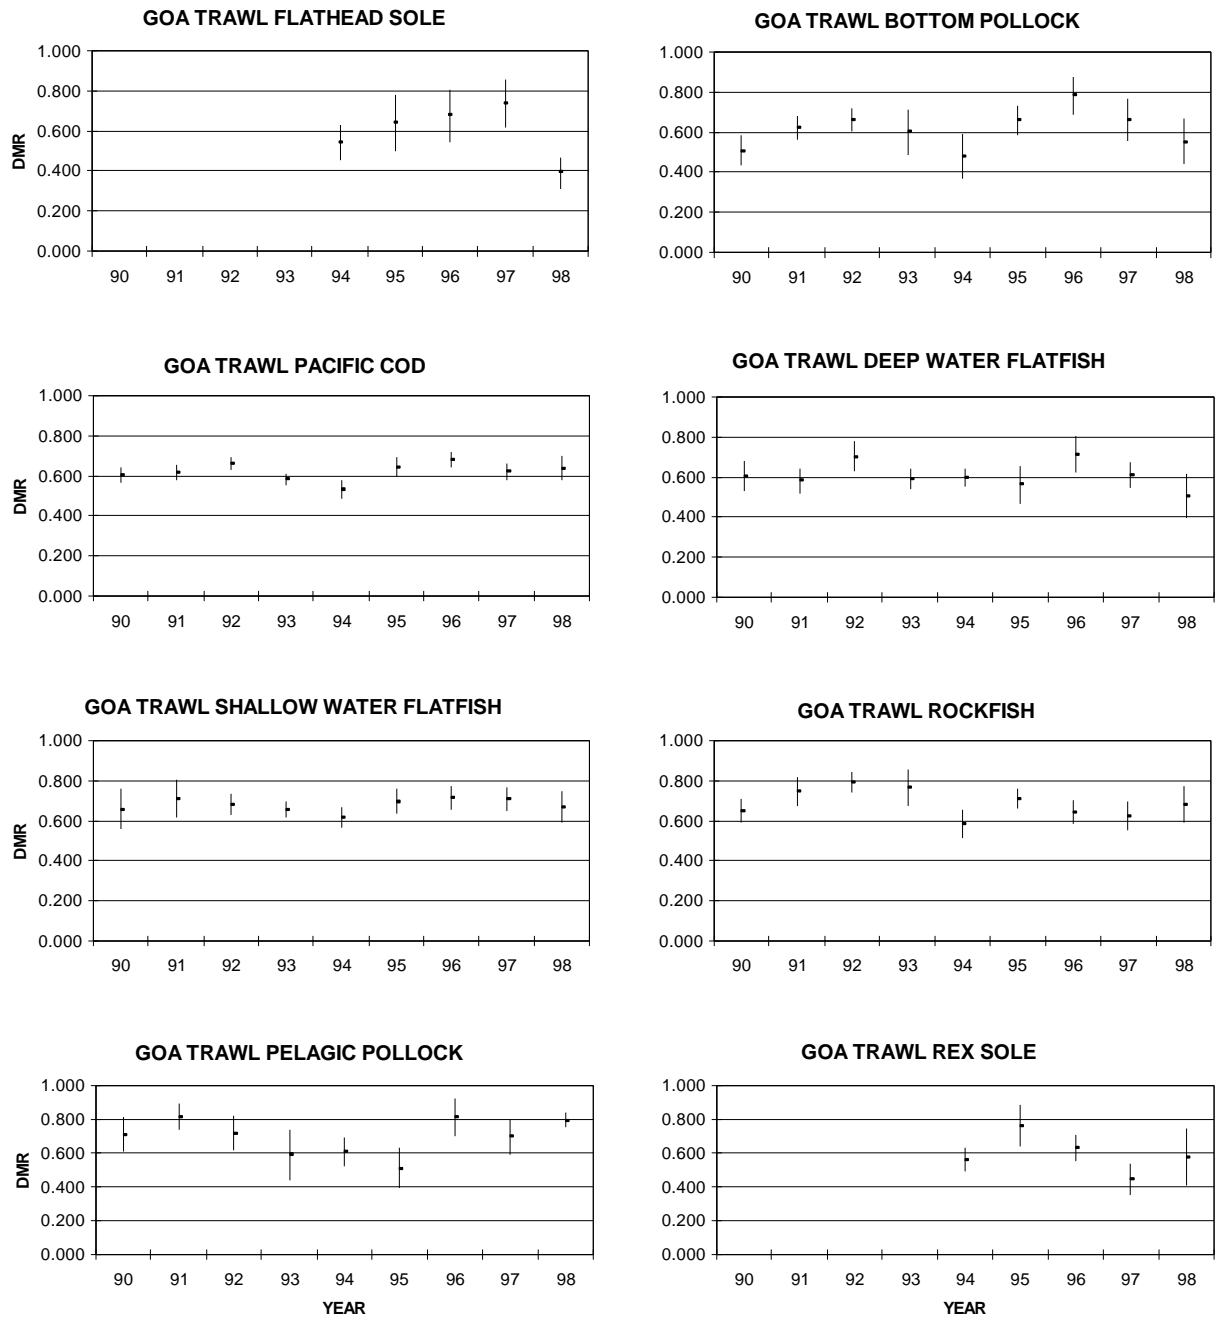 GOA TRAWL FLATHEAD SOLE
1.000
0.800
0.600
0.400
0.200
0.000
DMR
90 91 92 93 94 95 96 97 98
GOA TRAWL BOTTOM POLLOCK
1.000
0.800
0.600
0.400
0.200
0.000
90 91 92 93 94 95 96 97 98
GOA TRAWL PACIFIC COD
1.000
0.800
0.600
0.400
0.200
0.000
DMR
90 91 92 93 94 95 96 97 98
GOA TRAWL DEEP WATER FLATFISH
1.000
0.800
0.600
0.400
0.200
0.000
90 91 92 93 94 95 96 97 98
GOA TRAWL SHALLOW WATER FLATFISH
1.000
0.800
0.600
0.400
0.200
0.000
DMR
90 91 92 93 94 95 96 97 98
GOA TRAWL ROCKFISH
1.000
0.800
0.600
0.400
0.200
0.000
90 91 92 93 94 95 96 97 98
GOA TRAWL PELAGIC POLLOCK
1.000
0.800
0.600
0.400
0.200
0.000
DMR
90 91 92 93 94 95 96 97 98
YEAR
GOA TRAWL REX SOLE
1.000
0.800
0.600
0.400
0.200
0.000
90 91 92 93 94 95 96 97 98
YEAR